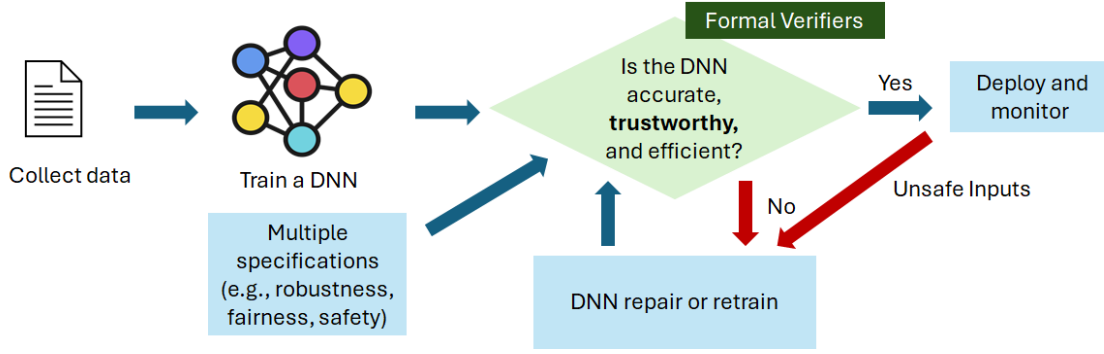 Formal Verifiers
Is the DNN
accurate,
trustworthy,
and efficient?
Yes
Deploy and
monitor
Collect data
Train a DNN
Unsafe Inputs
No
Multiple
specifications
(e.g., robustness,
fairness, safety)
DNN repair or retrain